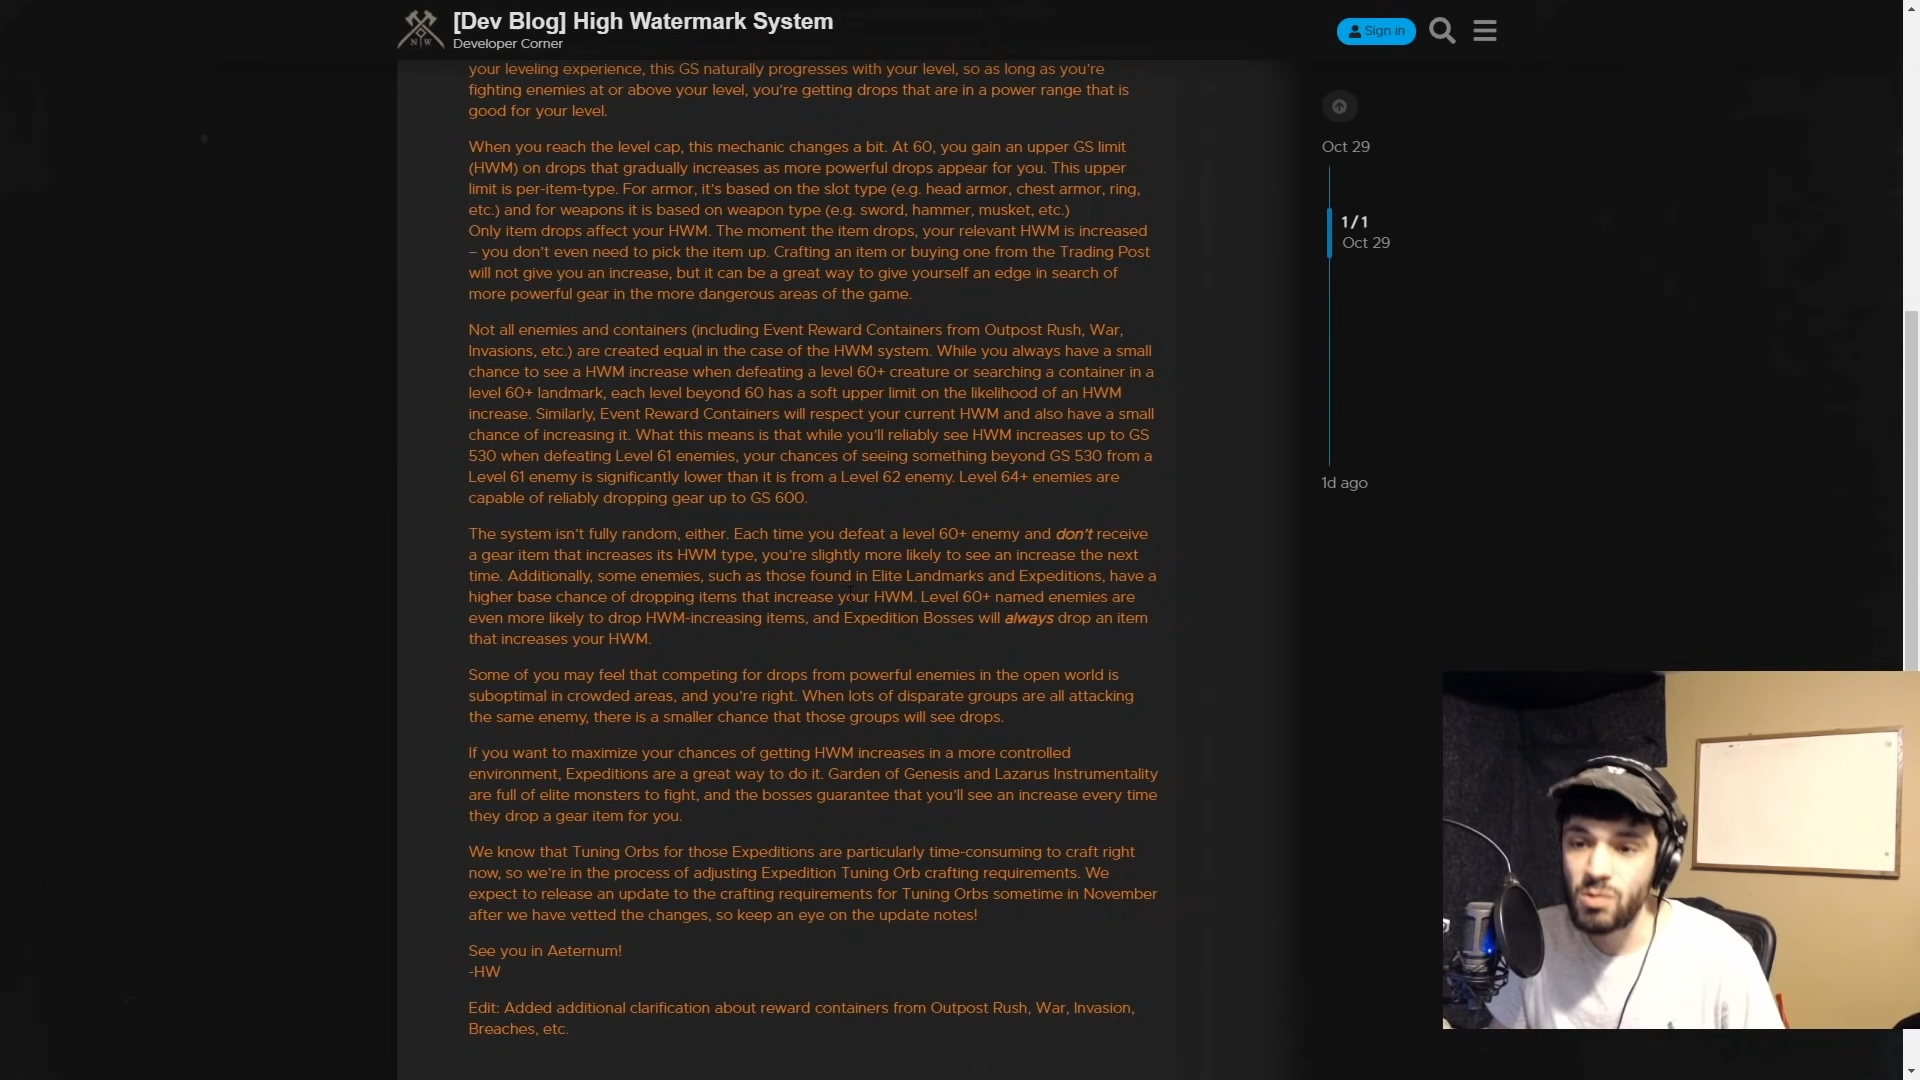 [Dev Blog] High Watermark System
Developer Corner
N W
Sign in
your leveling experience, this GS naturally progresses with your level, so as long as you’re
fighting enemies at or above your level, you’re getting drops that are in a power range that is
good for your level.
When you reach the level cap, this mechanic changes a bit. At 60, you gain an upper GS limit
(HWM) on drops that gradually increases as more powerful drops appear for you. This upper
limit is per-item-type. For armor, it’s based on the slot type (e.g. head armor, chest armor, ring,
etc.) and for weapons it is based on weapon type (e.g. sword, hammer, musket, etc.)
Only item drops affect your HWM. The moment the item drops, your relevant HWM is increased
– you don’t even need to pick the item up. Crafting an item or buying one from the Trading Post
will not give you an increase, but it can be a great way to give yourself an edge in search of
more powerful gear in the more dangerous areas of the game.
Not all enemies and containers (including Event Reward Containers from Outpost Rush, War,
Invasions, etc.) are created equal in the case of the HWM system. While you always have a small
chance to see a HWM increase when defeating a level 60+ creature or searching a container in a
level 60+ landmark, each level beyond 60 has a soft upper limit on the likelihood of an HWM
increase. Similarly, Event Reward Containers will respect your current HWM and also have a small
chance of increasing it. What this means is that while you’ll reliably see HWM increases up to GS
530 when defeating Level 61 enemies, your chances of seeing something beyond GS 530 from a
Level 61 enemy is significantly lower than it is from a Level 62 enemy. Level 64+ enemies are
capable of reliably dropping gear up to GS 600.
The system isn’t fully random, either. Each time you defeat a level 60+ enemy and don’t receive
a gear item that increases its HWM type, you’re slightly more likely to see an increase the next
time. Additionally, some enemies, such as those found in Elite Landmarks and Expeditions, have a
higher base chance of dropping items that increase your HWM. Level 60+ named enemies are
even more likely to drop HWM-increasing items, and Expedition Bosses will always drop an item
that increases your HWM.
Some of you may feel that competing for drops from powerful enemies in the open world is
suboptimal in crowded areas, and you’re right. When lots of disparate groups are all attacking
the same enemy, there is a smaller chance that those groups will see drops.
If you want to maximize your chances of getting HWM increases in a more controlled
environment, Expeditions are a great way to do it. Garden of Genesis and Lazarus Instrumentality
are full of elite monsters to fight, and the bosses guarantee that you’ll see an increase every time
they drop a gear item for you.
We know that Tuning Orbs for those Expeditions are particularly time-consuming to craft right
now, so we’re in the process of adjusting Expedition Tuning Orb crafting requirements. We
expect to release an update to the crafting requirements for Tuning Orbs sometime in November
after we have vetted the changes, so keep an eye on the update notes!
See you in Aeternum!
-HW
Edit: Added additional clarification about reward containers from Outpost Rush, War, Invasion,
Breaches, etc.
Oct 29
1 / 1
Oct 29
1d ago